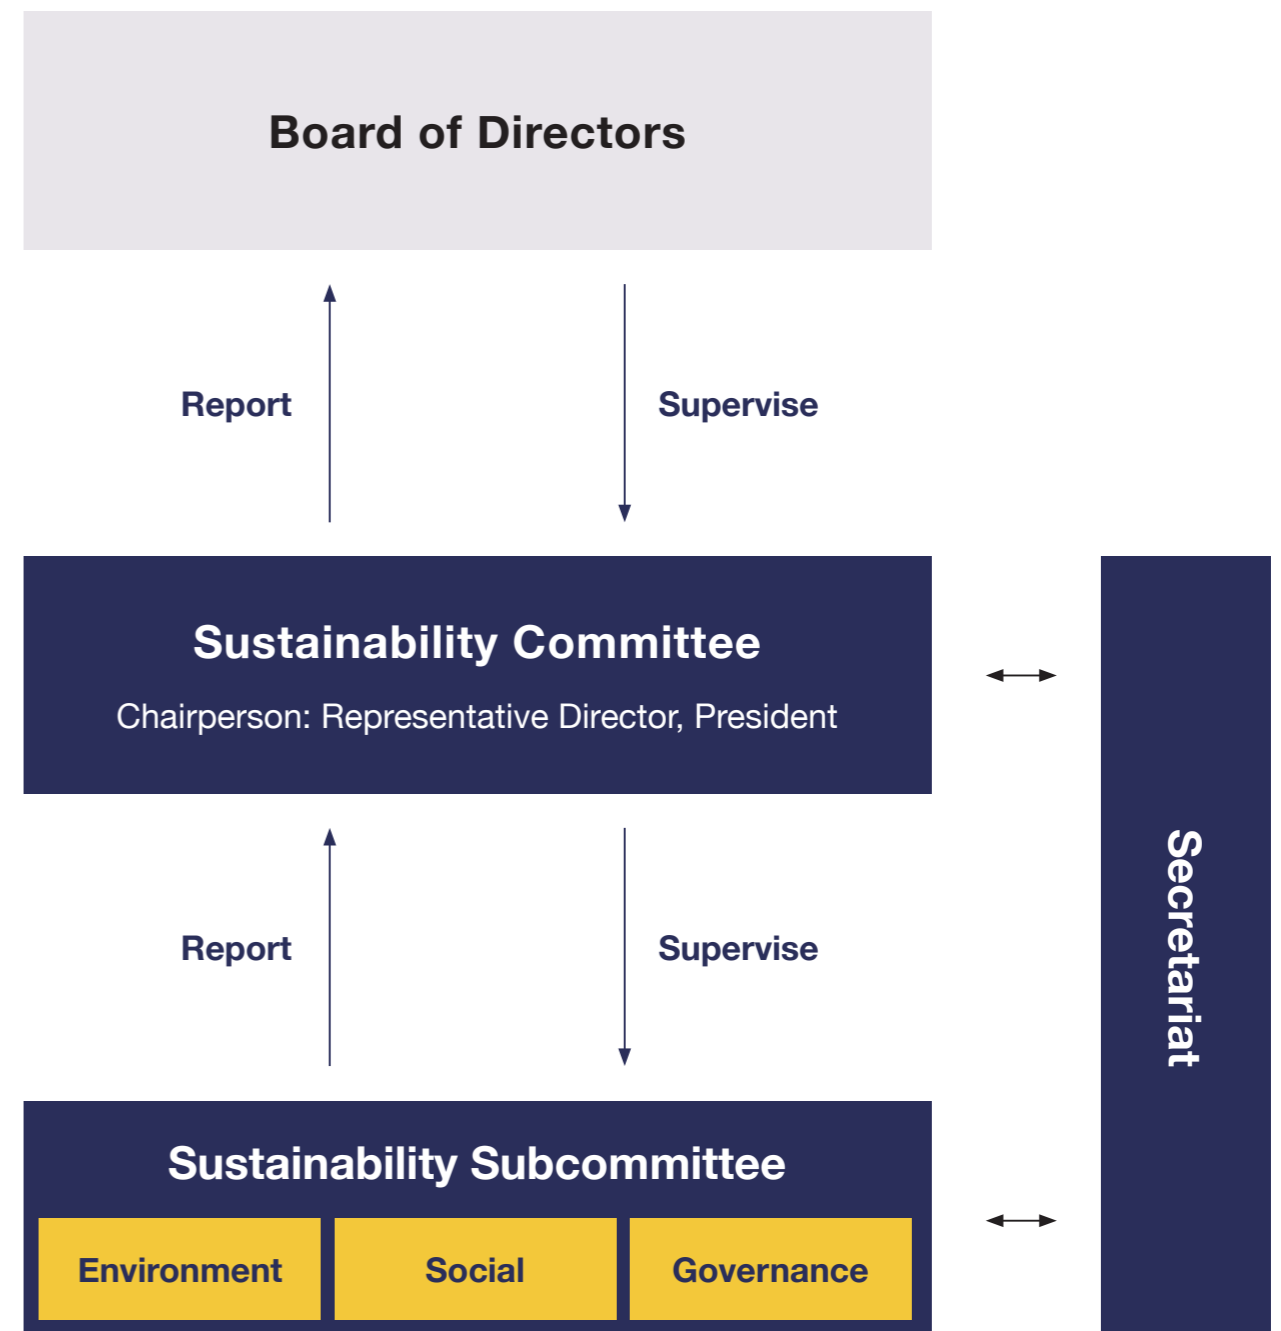 Board of Directors
Report
Supervise
Sustainability Committee
Chairperson: Representative Director, President
Report
Supervise
Secretariat
Sustainability Subcommittee
Environment
Social
Governance